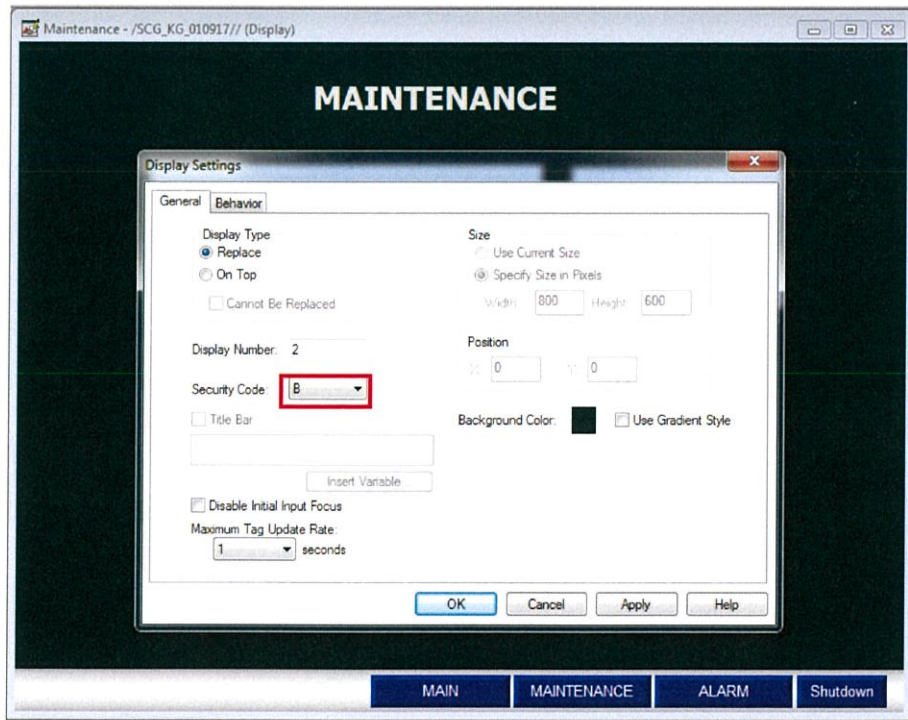 Maintenance - /SCG_KG_010917// (Display)
MAINTENANCE
Display Settings
General Behavior
Display Type
Replace
On Top
Cannot Be Replaced
Size
Use Current Size
Specify Size in Pixels
Width: 800 Height: 600
Display Number: 2
Position
X: 0 Y: 0
Security Code: B
Title Bar
Background Color: Use Gradient Style
Insert Variable...
Disable Initial Input Focus
Maximum Tag Update Rate:
1 seconds
OK Cancel Apply Help
MAIN MAINTENANCE ALARM Shutdown